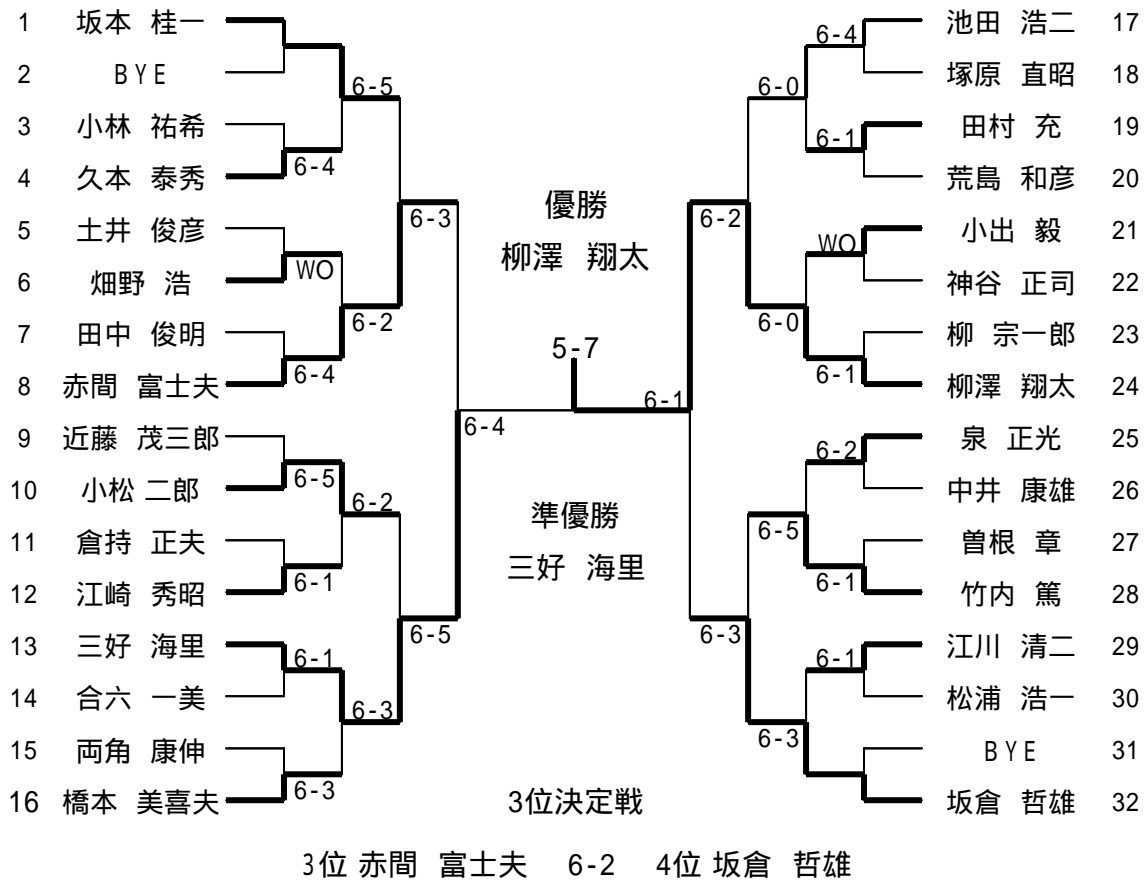 1 坂本 桂一
2 BYE
3 小林 祐希
4 久本 泰秀
5 土井 俊彦
6 畑野 浩
7 田中 俊明
8 赤間 富士夫
9 近藤 茂三郎
10 小松 二郎
11 倉持 正夫
12 江崎 秀昭
13 三好 海里
14 合六 一美
15 両角 康伸
16 橋本 美喜夫
6-4
WO
6-4
6-5
6-1
6-1
6-3
6-5
6-2
6-2
6-3
6-3
6-5
6-4
優勝
柳澤 翔太
5-7
準優勝
三好 海里
6-1
6-2
6-3
6-0
6-0
6-5
6-3
6-4
6-1
WO
6-1
6-2
6-1
6-1
池田 浩二 17
塚原 直昭 18
田村 充 19
荒島 和彦 20
小出 毅 21
神谷 正司 22
柳 宗一郎 23
柳澤 翔太 24
泉 正光 25
中井 康雄 26
曽根 章 27
竹内 篤 28
江川 清二 29
松浦 浩一 30
BYE 31
坂倉 哲雄 32
3位決定戦
3位 赤間 富士夫 6-2 4位 坂倉 哲雄